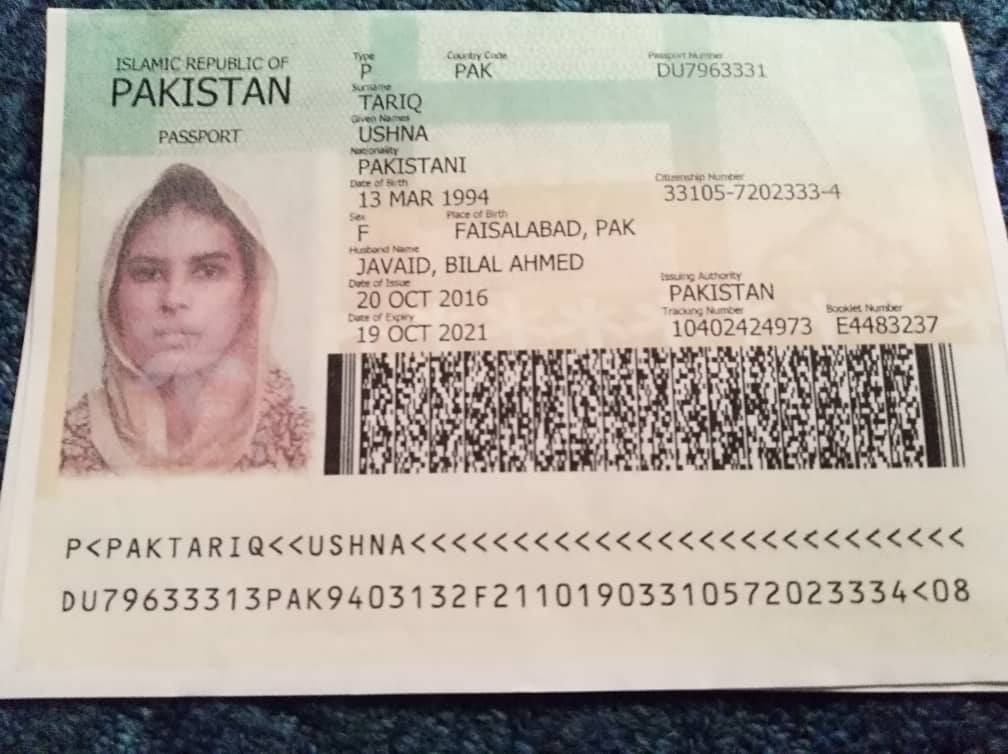 ISLAMIC REPUBLIC OF
PAKISTAN
PASSPORT
Type Country Code Passport Number
P PAK DU7963331
Surname
TARIQ
Given Names
USHNA
Nationality
PAKISTANI
Date of Birth Citizenship Number
13 MAR 1994 33105-7202333-4
Sex Place of Birth
F FAISALABAD, PAK
Husband Name
JAVAID, BILAL AHMED
Date of Issue Issuing Authority
20 OCT 2016 PAKISTAN
Date of Expiry Tracking Number Booklet Number
19 OCT 2021 10402424973 E4483237
P<PAKTARIQ<<USHNA<<<<<<<<<<<<<<<<<<<<<<<<<<<
DU79633313PAK9403132F2110190331057202333​4<08